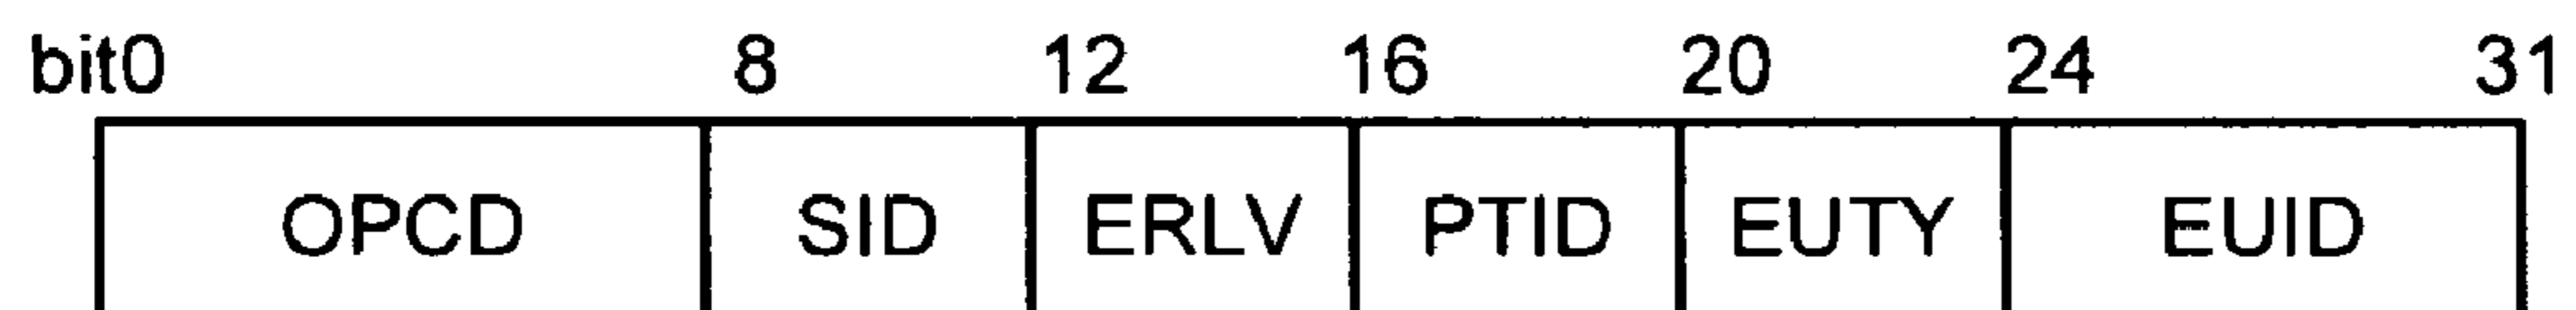 bit0 8 12 16 20 24 31
OPCD SID ERLV PTID EUTY EUID